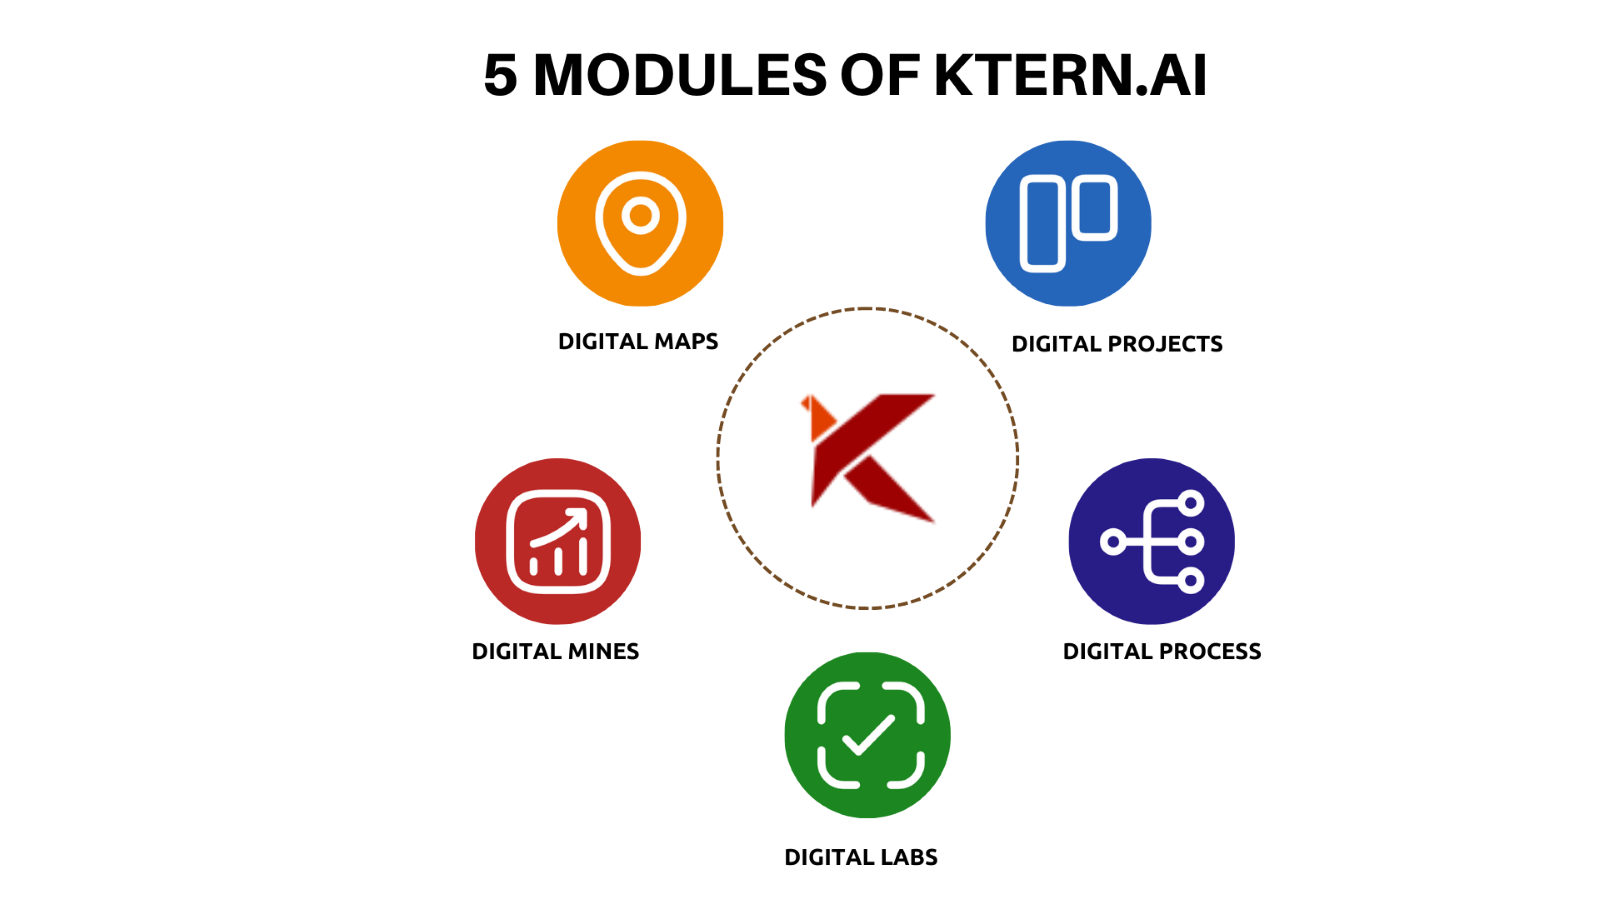 5 MODULES OF KTERN.AI
DIGITAL MAPS
DIGITAL PROJECTS
DIGITAL MINES
DIGITAL PROCESS
DIGITAL LABS